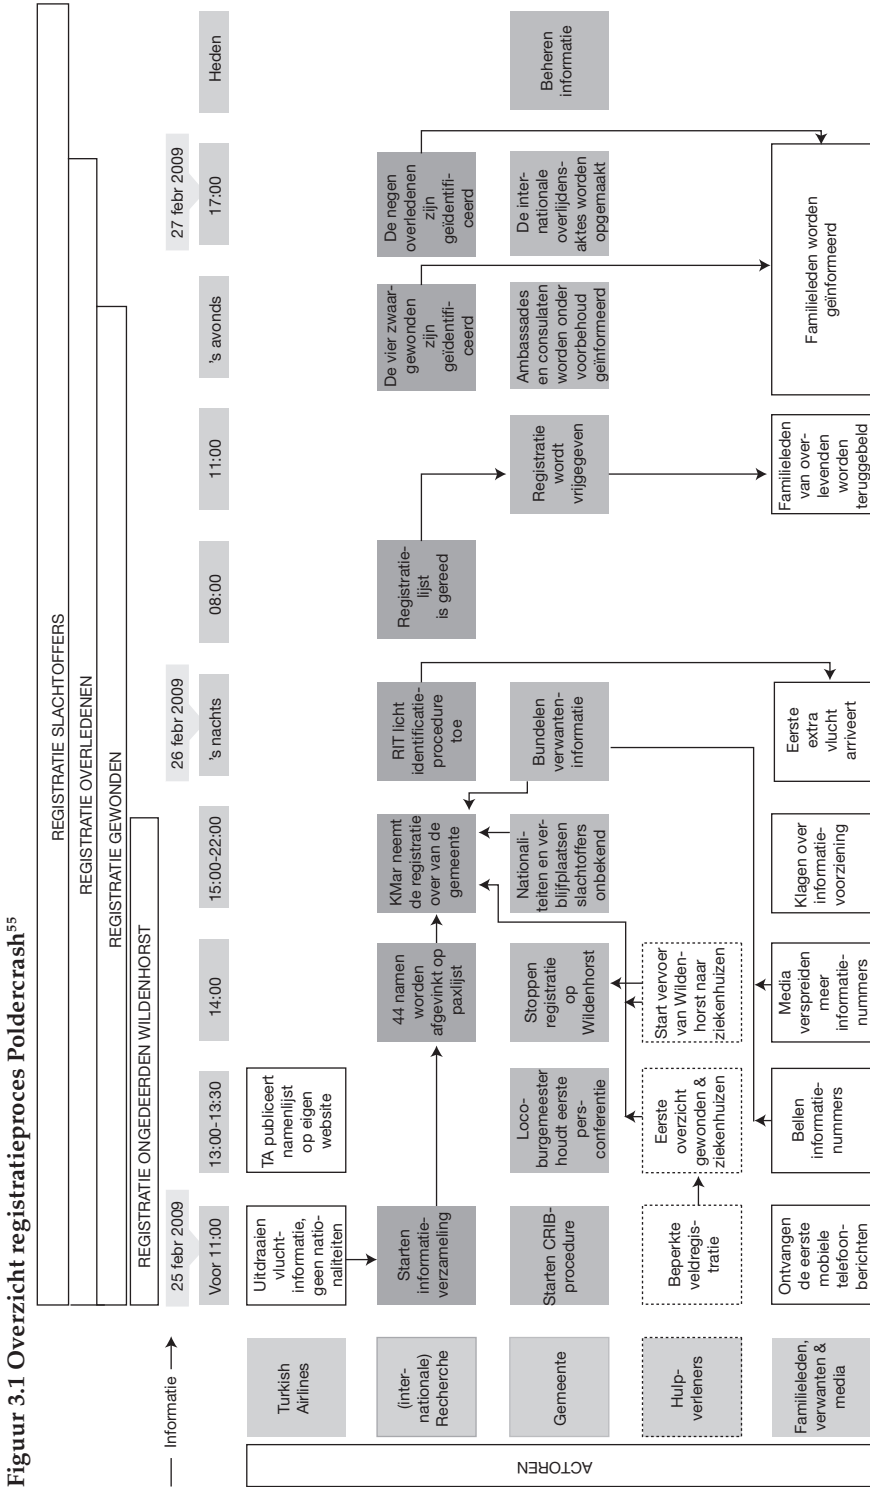 Figuur 3.1 Overzicht registratieproces Poldercrash55
REGISTRATIE SLACHTOFFERS
REGISTRATIE OVERLEDENEN
REGISTRATIE GEWONDEN
REGISTRATIE ONGEDEERDEN WILDENHORST
Informatie
25 febr 2009
26 febr 2009
27 febr 2009
Voor 11:00
13:00-13:30
14:00
15:00-22:00
's nachts
08:00
11:00
's avonds
17:00
Heden
ACTOREN
Turkish
Airlines
Uitdraaien
vlucht-
informatie,
geen natio-
naliteiten
TA publiceert
namenlijst
op eigen
website
(inter-
nationale)
Recherche
Starten
informatie-
verzameling
44 namen
worden
afgevinkt op
paxlijst
KMar neemt
de registratie
over van de
gemeente
RIT licht
identificatie-
procedure
toe
Registratie-
lijst
is gereed
De vier zwaar-
gewonden
zijn
geïdentifi-
ceerd
De negen
overledenen
zijn
geïdentifi-
ceerd
Gemeente
Starten CRIB-
procedure
Loco-
burgemeester
houdt eerste
pers-
conferentie
Stoppen
registratie
op
Wildenhorst
Nationali-
teiten en ver-
blijfplaatsen
slachtoffers
onbekend
Bundelen
verwanten-
informatie
Registratie
wordt
vrijgegeven
Ambassades
en consulaten
worden onder
voorbehoud
geïnformeerd
De inter-
nationale
overlijdens-
aktes worden
opgemaakt
Beheren
informatie
Hulp-
verleners
Beperkte
veldregis-
tratie
Eerste
overzicht
gewonden &
ziekenhuizen
Start vervoer
van Wilden-
horst naar
ziekenhuizen
Familieleden,
verwanten &
media
Ontvangen
de eerste
mobiele
telefoon-
berichten
Bellen
informatie-
nummers
Media
verspreiden
meer
informatie-
nummers
Klagen over
informatie-
voorziening
Eerste
extra
vlucht
arriveert
Familieleden
van over-
levenden
worden
teruggebeld
Familieleden worden
geïnformeerd